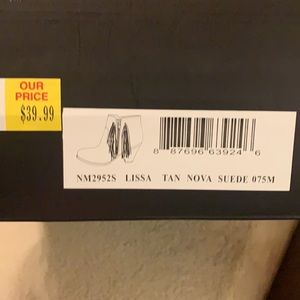 OUR
PRICE
$39.99
8 87696 63924 6
NM2952S LISSA TAN NOVA SUEDE 075M